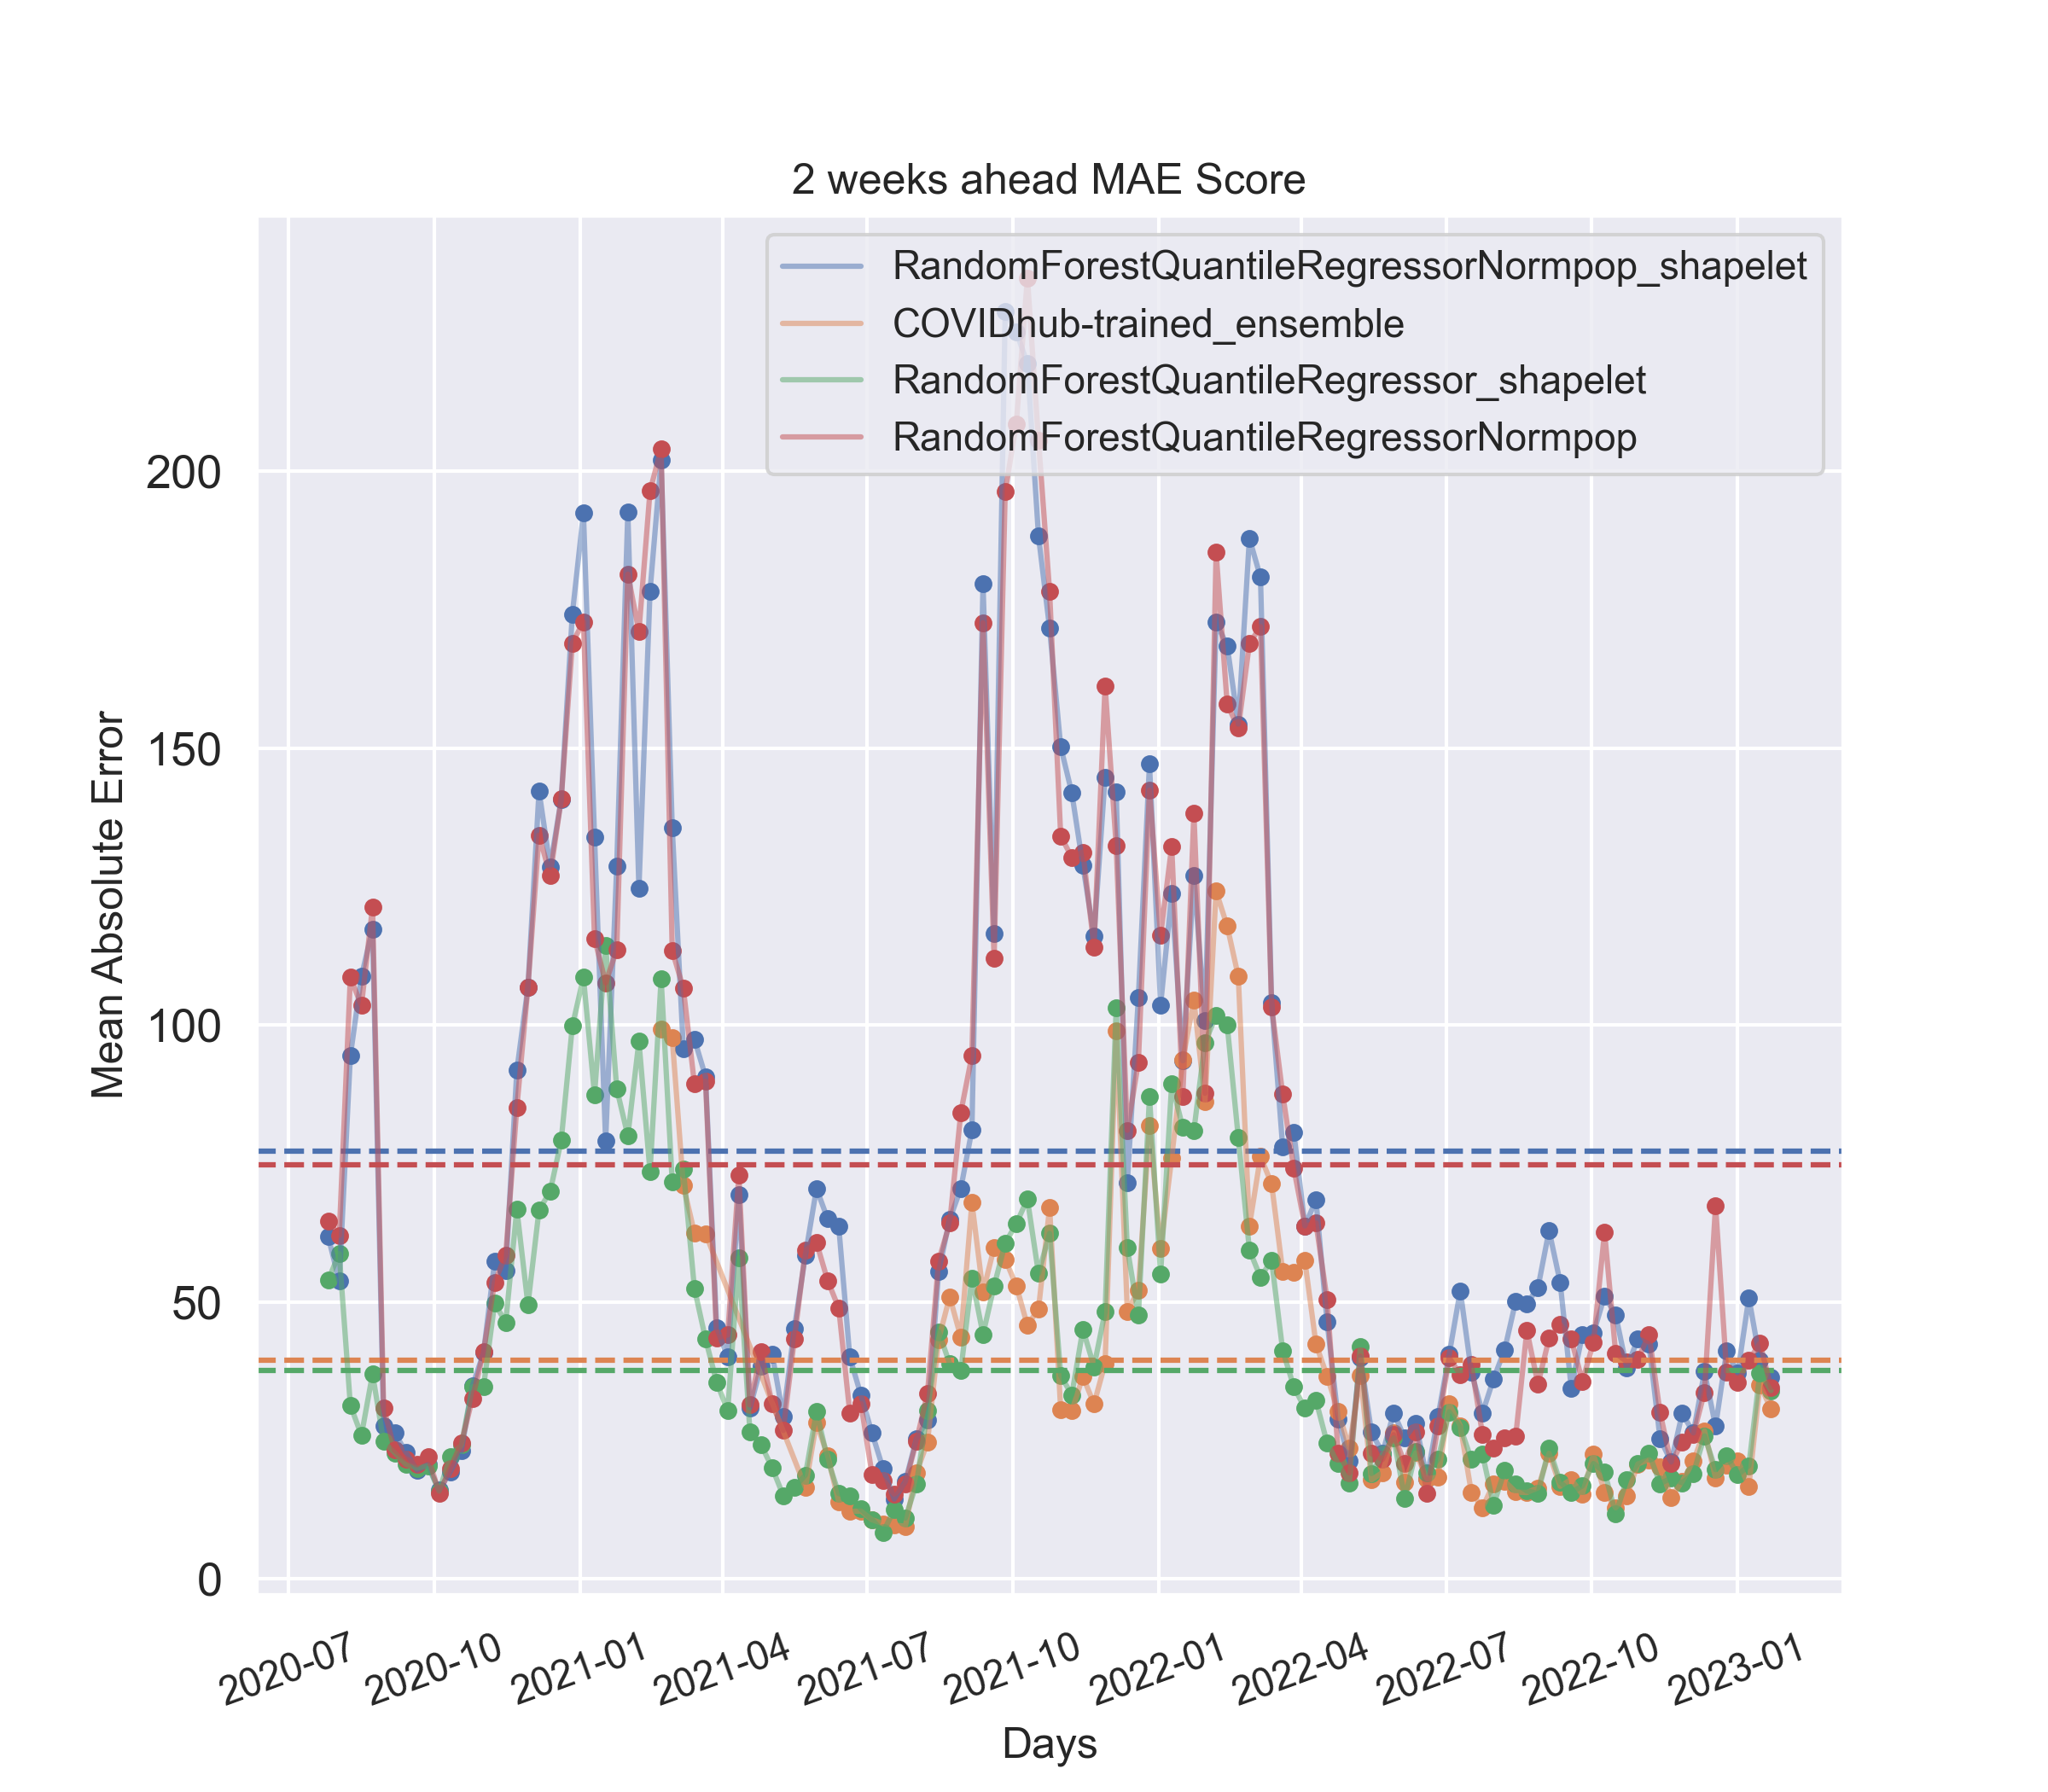 2 weeks ahead MAE Score
RandomForestQuantileRegressorNormpop_shapelet
COVIDhub-trained_ensemble
RandomForestQuantileRegressor_shapelet
RandomForestQuantileRegressorNormpop
Mean Absolute Error
200
150
100
50
0
2020-07
2020-10
2021-01
2021-04
2021-07
2021-10
2022-01
2022-04
2022-07
2022-10
2023-01
Days